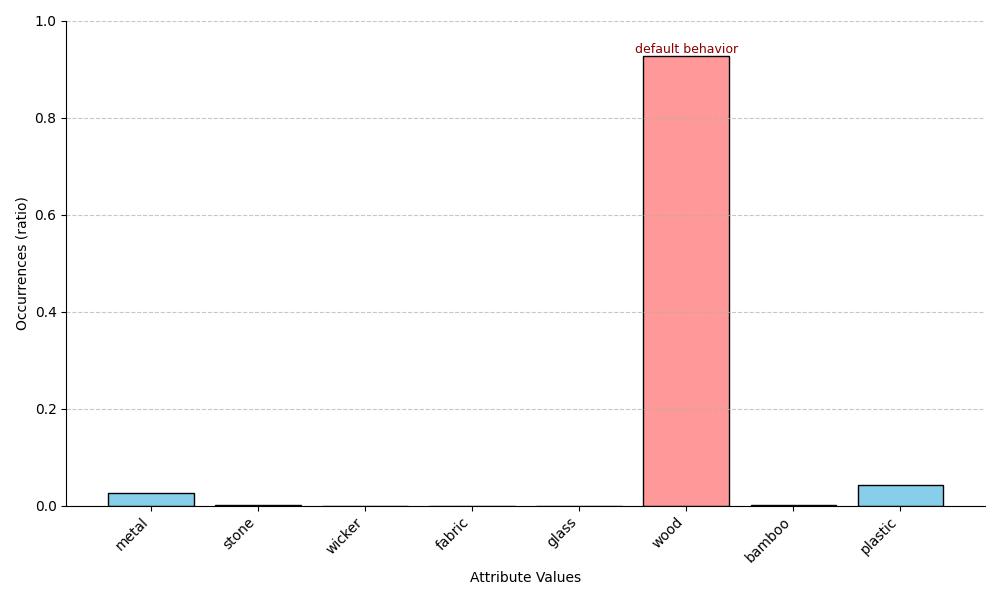 1.0
default behavior
0.8
0.6
0.4
0.2
0.0
Occurrences (ratio)
metal
stone
wicker
fabric
glass
wood
bamboo
plastic
Attribute Values